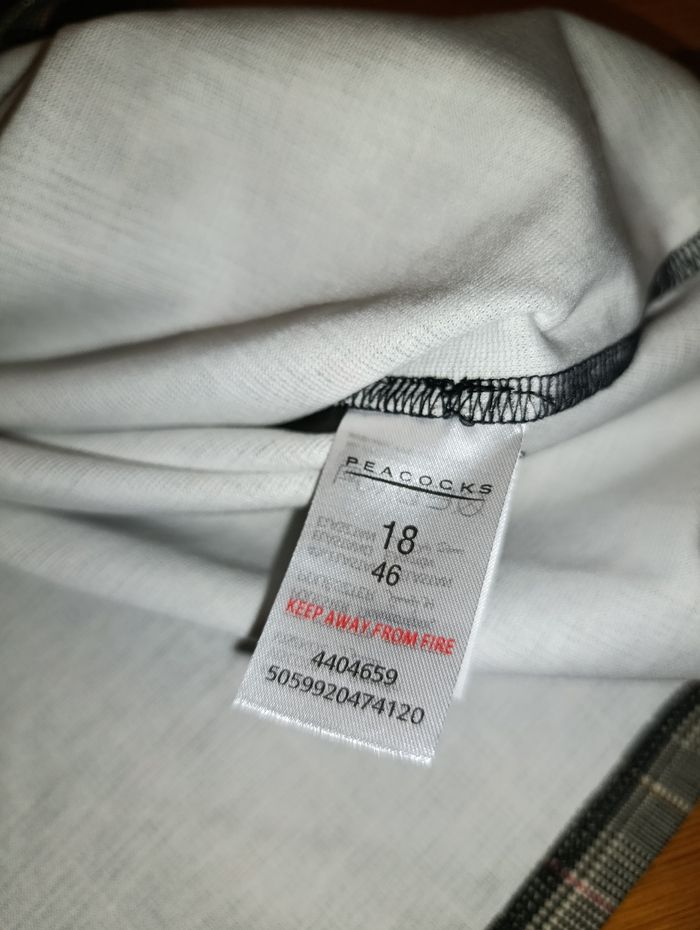 PEACOCKS
18
46
KEEP AWAY FROM FIRE
4404659
5059920474120